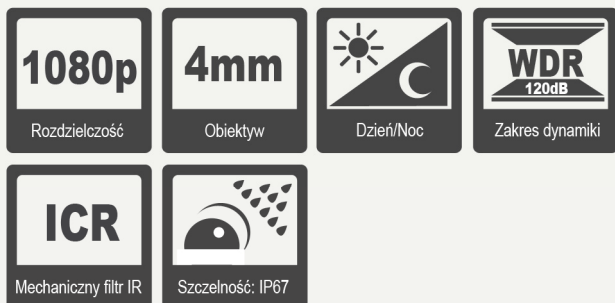 1080p
Rozdzielczość
4mm
Obiektyw
Dzień/Noc
WDR
120dB
Zakres dynamiki
ICR
Mechaniczny filtr IR
Szczelność: IP67